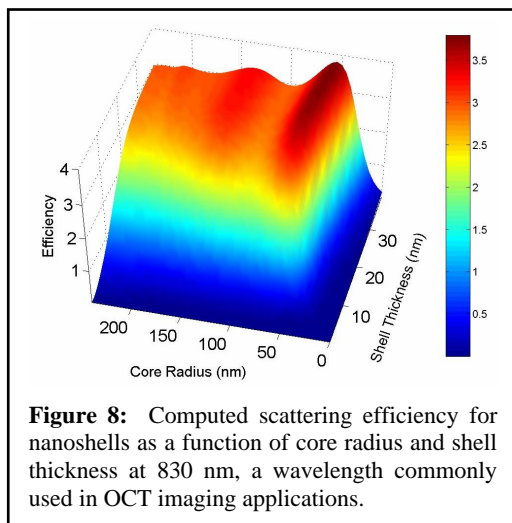 4
3
2
1
Efficiency
200
150
100
50
0
Core Radius (nm)
10
20
30
Shell Thickness (nm)
3.5
3
2.5
2
1.5
1
0.5
Figure 8: Computed scattering efficiency for
nanoshells as a function of core radius and shell
thickness at 830 nm, a wavelength commonly
used in OCT imaging applications.